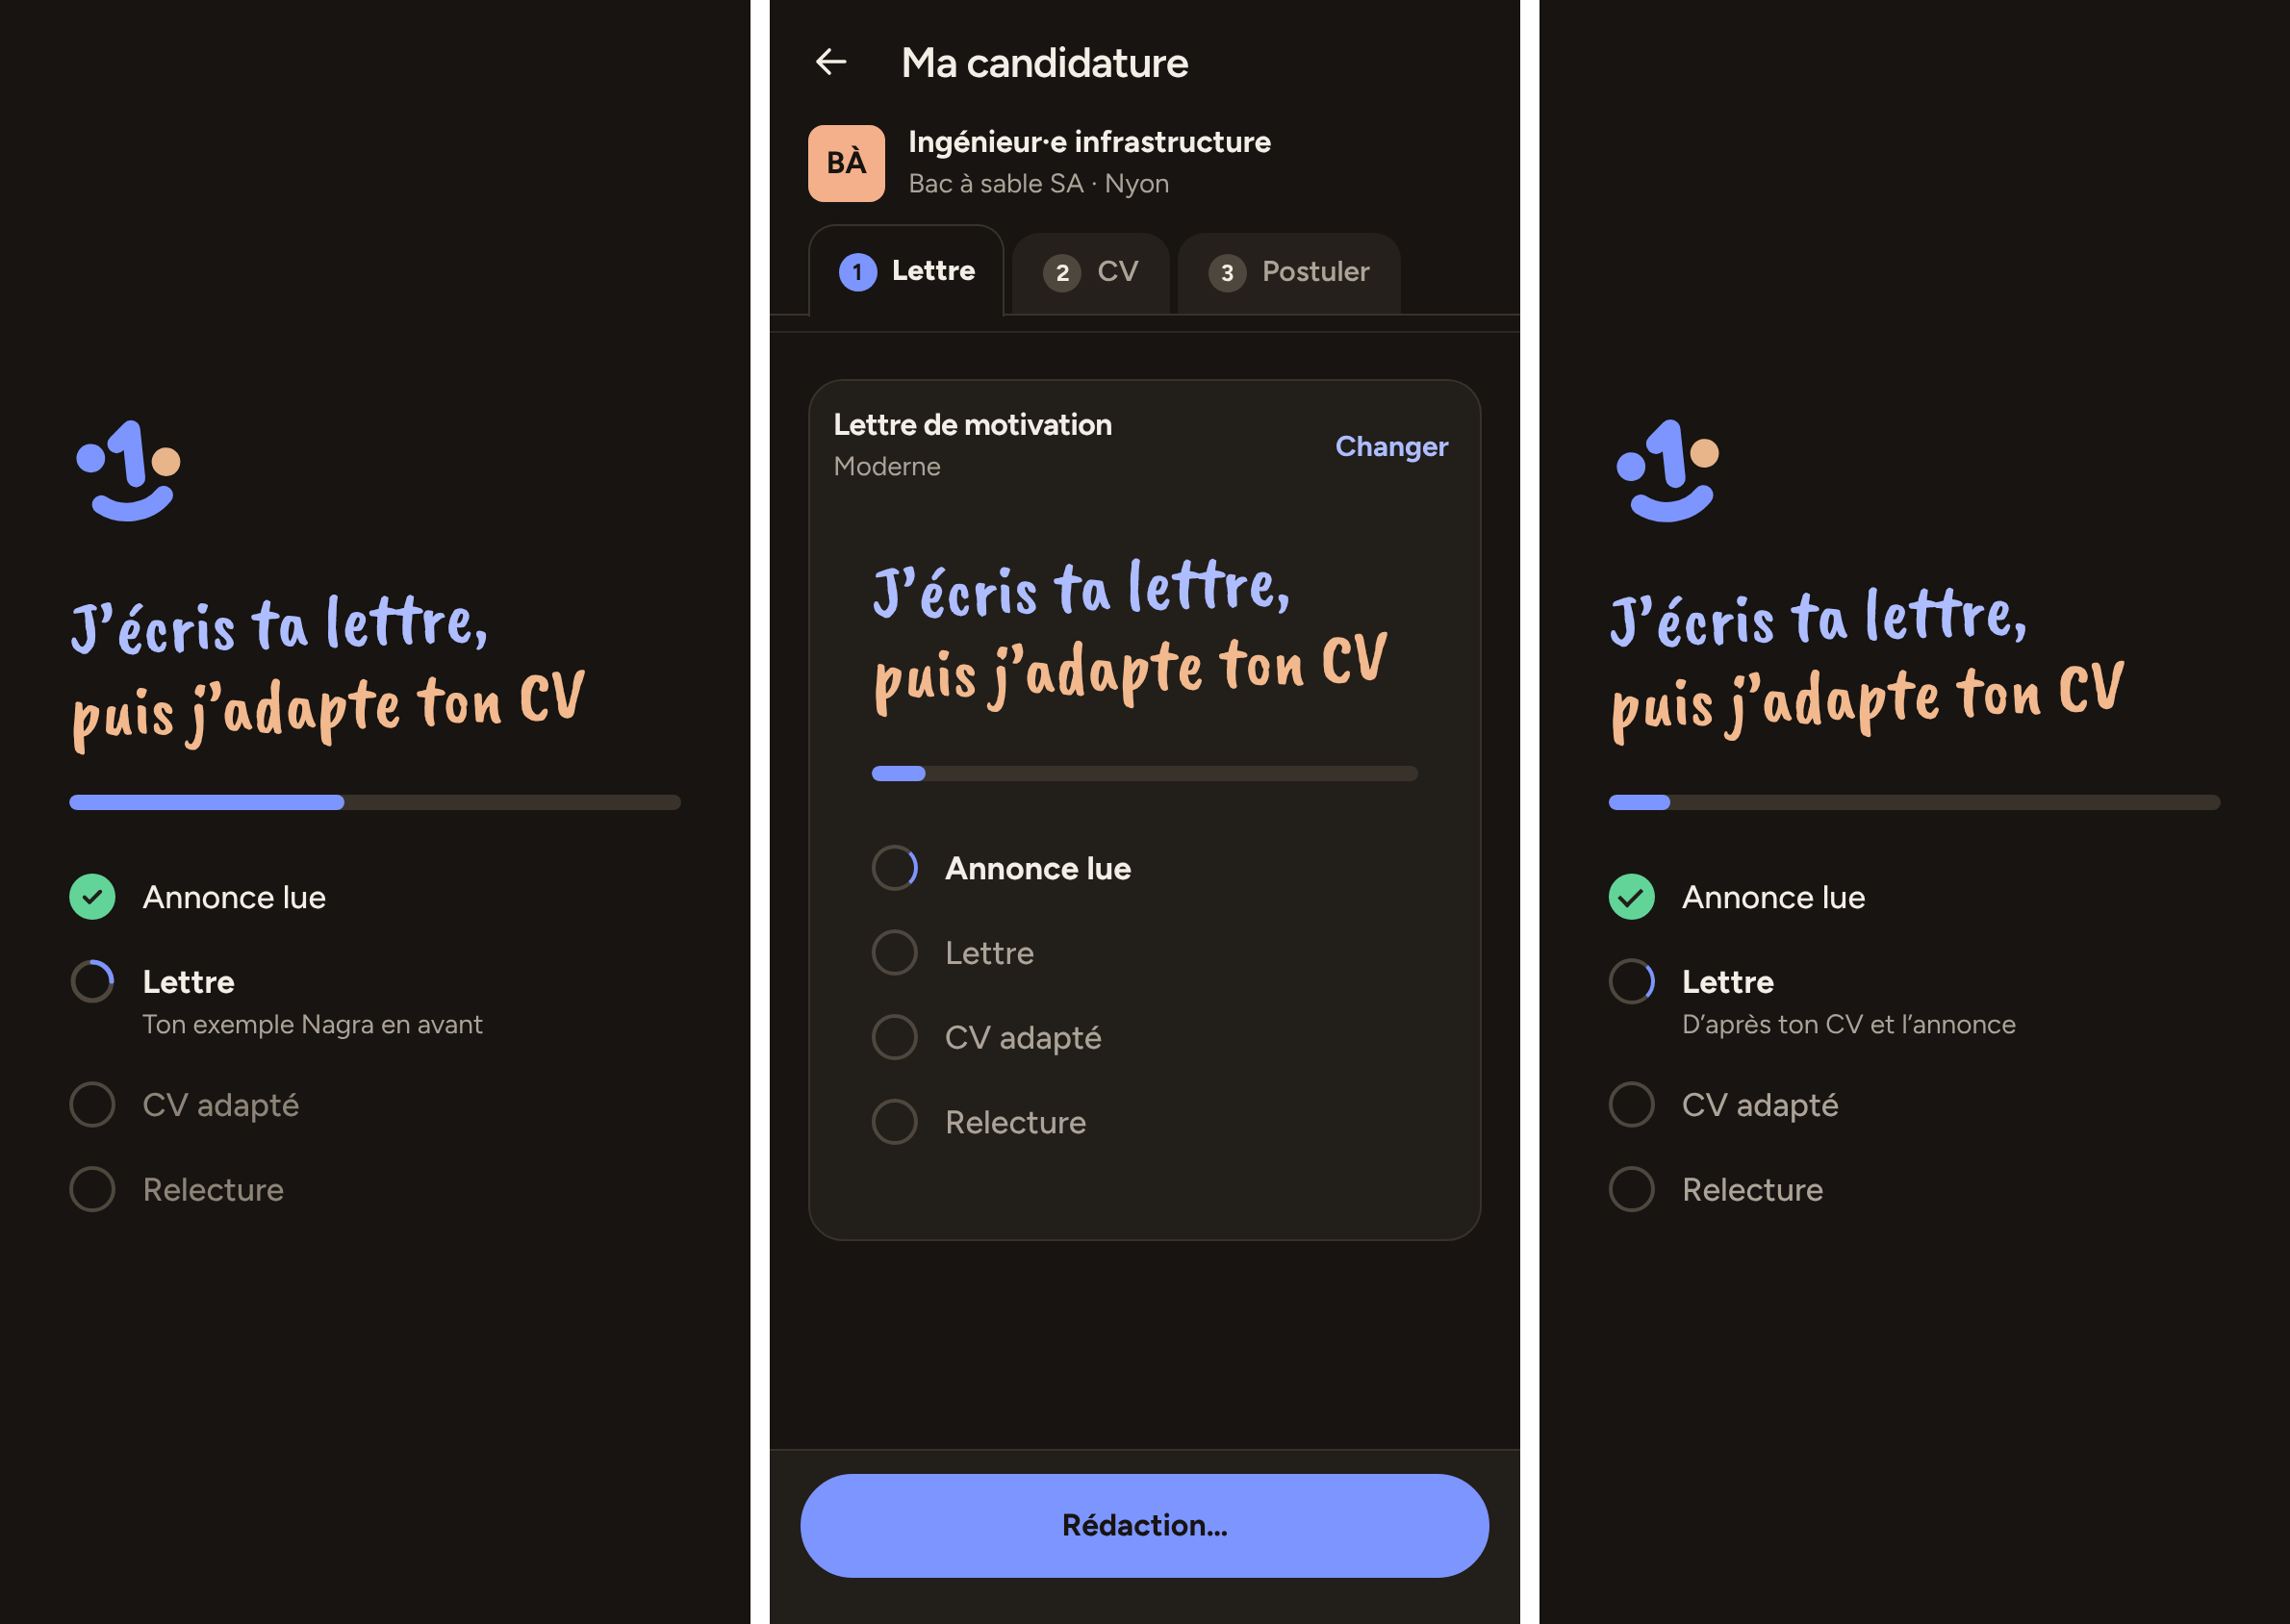 J’écris ta lettre,
puis j’adapte ton CV
Annonce lue
Lettre
Ton exemple Nagra en avant
CV adapté
Relecture
Ma candidature
BÀ
Ingénieur·e infrastructure
Bac à sable SA · Nyon
1 Lettre
2 CV
3 Postuler
Lettre de motivation
Moderne
Changer
J’écris ta lettre,
puis j’adapte ton CV
Annonce lue
Lettre
CV adapté
Relecture
Rédaction...
J’écris ta lettre,
puis j’adapte ton CV
Annonce lue
Lettre
D’après ton CV et l’annonce
CV adapté
Relecture